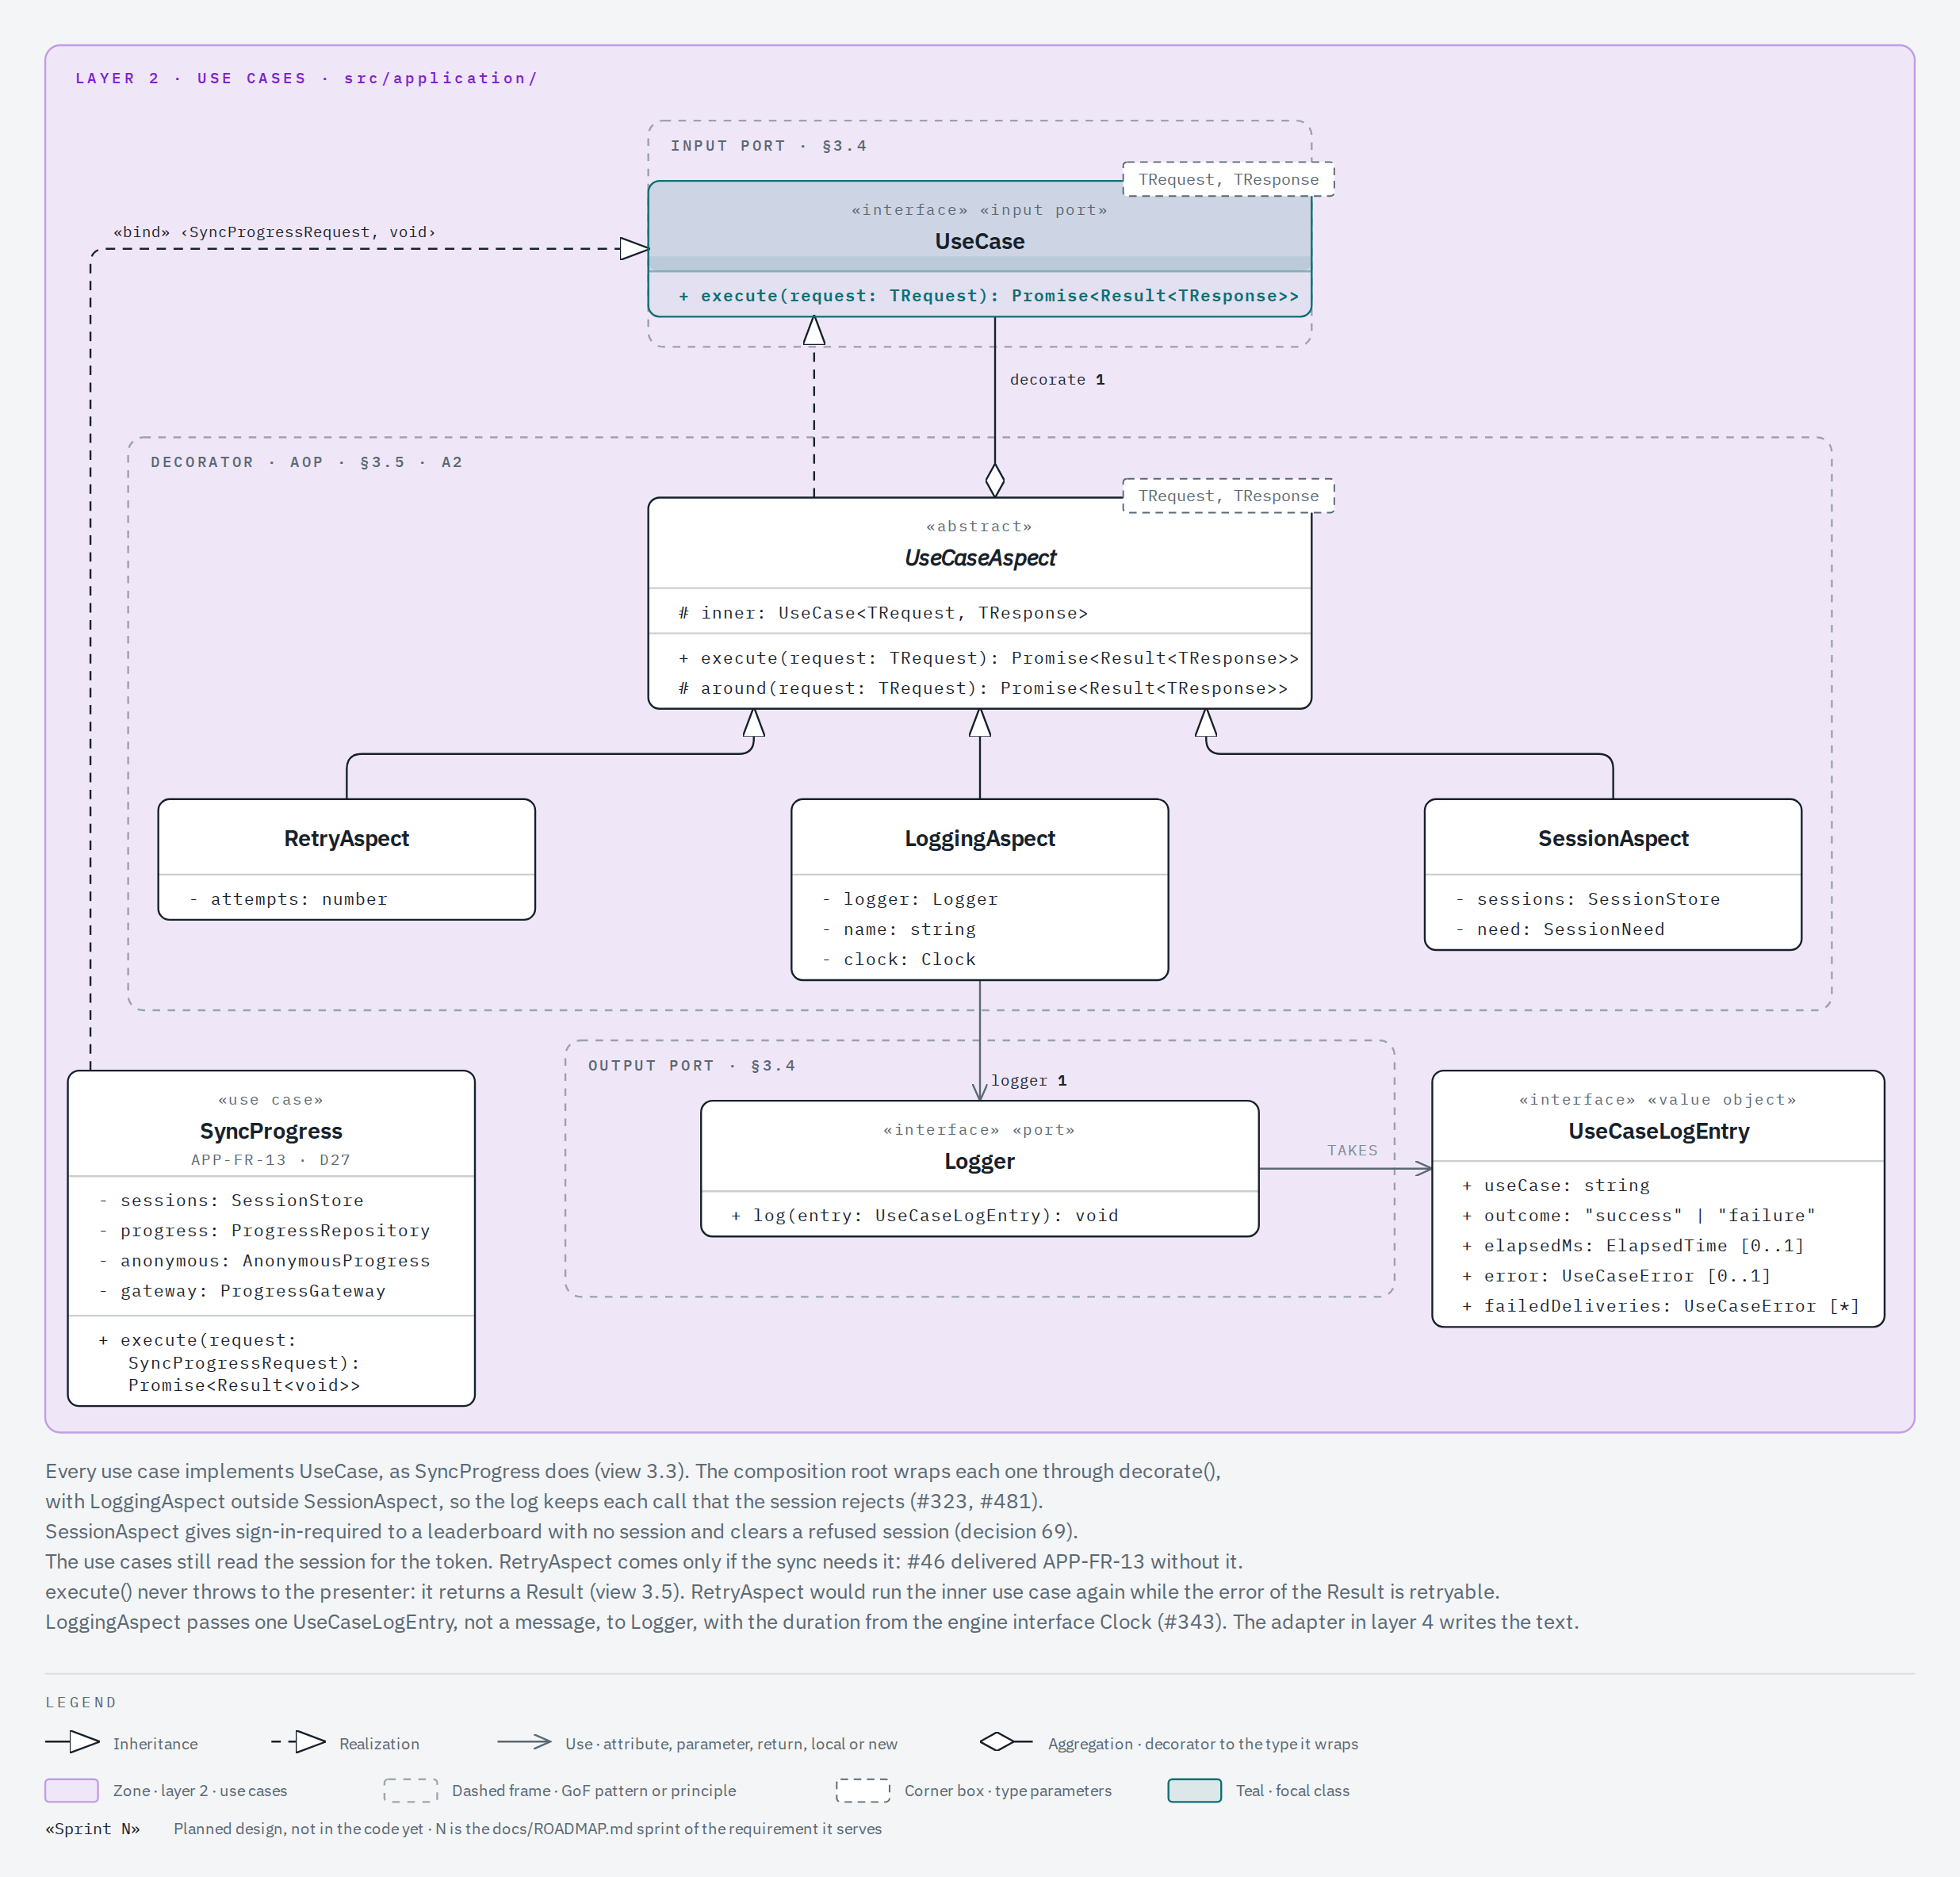 LAYER 2 · USE CASES · src/application/
INPUT PORT · §3.4
TRequest, TResponse
«interface» «input port»
UseCase
+ execute(request: TRequest): Promise<Result<TResponse>>
«bind» ‹SyncProgressRequest, void›
decorate 1
DECORATOR · AOP · §3.5 · A2
TRequest, TResponse
«abstract»
UseCaseAspect
# inner: UseCase<TRequest, TResponse>
+ execute(request: TRequest): Promise<Result<TResponse>>
# around(request: TRequest): Promise<Result<TResponse>>
RetryAspect
- attempts: number
LoggingAspect
- logger: Logger
- name: string
- clock: Clock
SessionAspect
- sessions: SessionStore
- need: SessionNeed
«use case»
SyncProgress
APP-FR-13 · D27
- sessions: SessionStore
- progress: ProgressRepository
- anonymous: AnonymousProgress
- gateway: ProgressGateway
+ execute(request:
SyncProgressRequest):
Promise<Result<void>>
OUTPUT PORT · §3.4
logger 1
«interface» «port»
Logger
+ log(entry: UseCaseLogEntry): void
TAKES
«interface» «value object»
UseCaseLogEntry
+ useCase: string
+ outcome: "success" | "failure"
+ elapsedMs: ElapsedTime [0..1]
+ error: UseCaseError [0..1]
+ failedDeliveries: UseCaseError [*]
Every use case implements UseCase, as SyncProgress does (view 3.3). The composition root wraps each one through decorate(),
with LoggingAspect outside SessionAspect, so the log keeps each call that the session rejects (#323, #481).
SessionAspect gives sign-in-required to a leaderboard with no session and clears a refused session (decision 69).
The use cases still read the session for the token. RetryAspect comes only if the sync needs it: #46 delivered APP-FR-13 without it.
execute() never throws to the presenter: it returns a Result (view 3.5). RetryAspect would run the inner use case again while the error of the Result is retryable.
LoggingAspect passes one UseCaseLogEntry, not a message, to Logger, with the duration from the engine interface Clock (#343). The adapter in layer 4 writes the text.
LEGEND
Inheritance
Realization
Use · attribute, parameter, return, local or new
Aggregation · decorator to the type it wraps
Zone · layer 2 · use cases
Dashed frame · GoF pattern or principle
Corner box · type parameters
Teal · focal class
«Sprint N» Planned design, not in the code yet · N is the docs/ROADMAP.md sprint of the requirement it serves